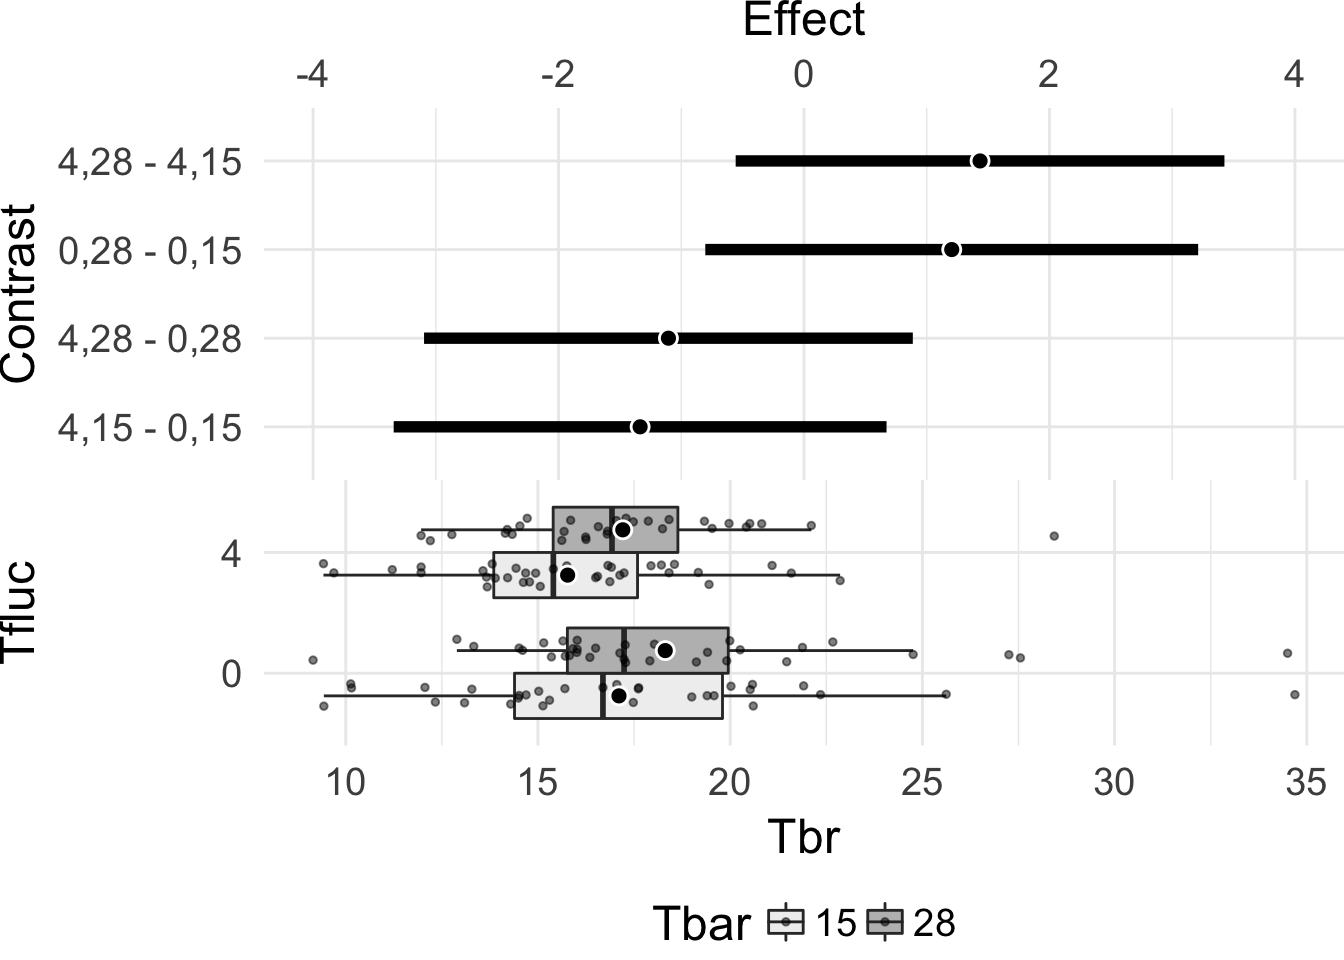 Effect
-4 -2 0 2 4
Contrast
4,28 - 4,15
0,28 - 0,15
4,28 - 0,28
4,15 - 0,15
Tfluc
4
0
10 15 20 25 30 35
Tbr
Tbar 15 28